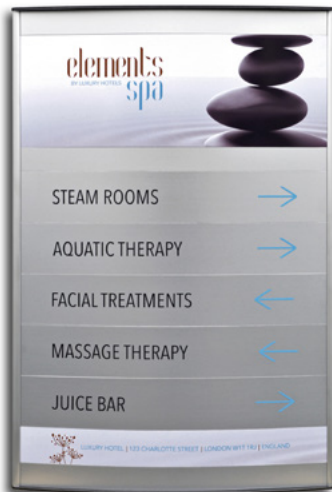 elements
BY LUXURY HOTELS
spa
STEAM ROOMS
AQUATIC THERAPY
FACIAL TREATMENTS
MASSAGE THERAPY
JUICE BAR
LUXURY HOTEL | 123 CHARLOTTE STREET | LONDON W1T 1RJ | ENGLAND